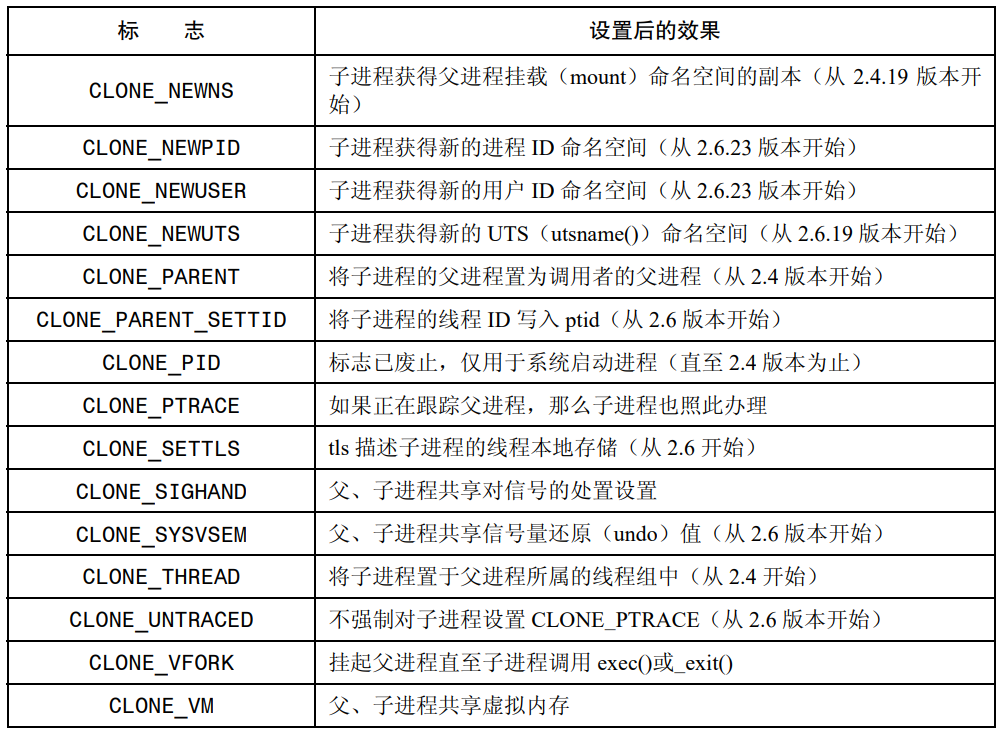 标 志 设置后的效果
CLONE_NEWNS 子进程获得父进程挂载（mount）命名空间的副本（从 2.4.19 版本开
始）
CLONE_NEWPID 子进程获得新的进程 ID 命名空间（从 2.6.23 版本开始）
CLONE_NEWUSER 子进程获得新的用户 ID 命名空间（从 2.6.23 版本开始）
CLONE_NEWUTS 子进程获得新的 UTS（utsname()）命名空间（从 2.6.19 版本开始）
CLONE_PARENT 将子进程的父进程置为调用者的父进程（从 2.4 版本开始）
CLONE_PARENT_SETTID 将子进程的线程 ID 写入 ptid（从 2.6 版本开始）
CLONE_PID 标志已废止，仅用于系统启动进程（直至 2.4 版本为止）
CLONE_PTRACE 如果正在跟踪父进程，那么子进程也照此办理
CLONE_SETTLS tls 描述子进程的线程本地存储（从 2.6 开始）
CLONE_SIGHAND 父、子进程共享对信号的处置设置
CLONE_SYSVSEM 父、子进程共享信号量还原（undo）值（从 2.6 版本开始）
CLONE_THREAD 将子进程置于父进程所属的线程组中（从 2.4 开始）
CLONE_UNTRACED 不强制对子进程设置 CLONE_PTRACE（从 2.6 版本开始）
CLONE_VFORK 挂起父进程直至子进程调用 exec()或_exit()
CLONE_VM 父、子进程共享虚拟内存